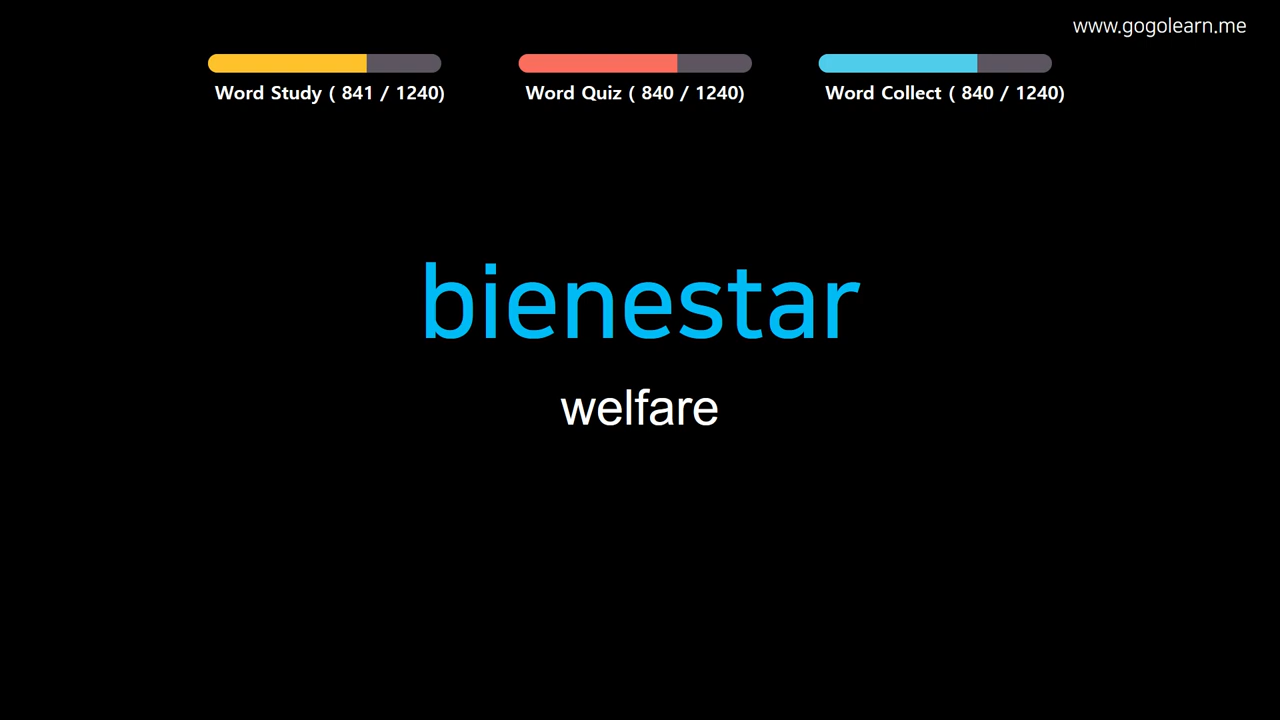 www.gogolearn.me
Word Study ( 841 / 1240)
Word Quiz ( 840 / 1240)
Word Collect ( 840 / 1240)
bienestar
welfare